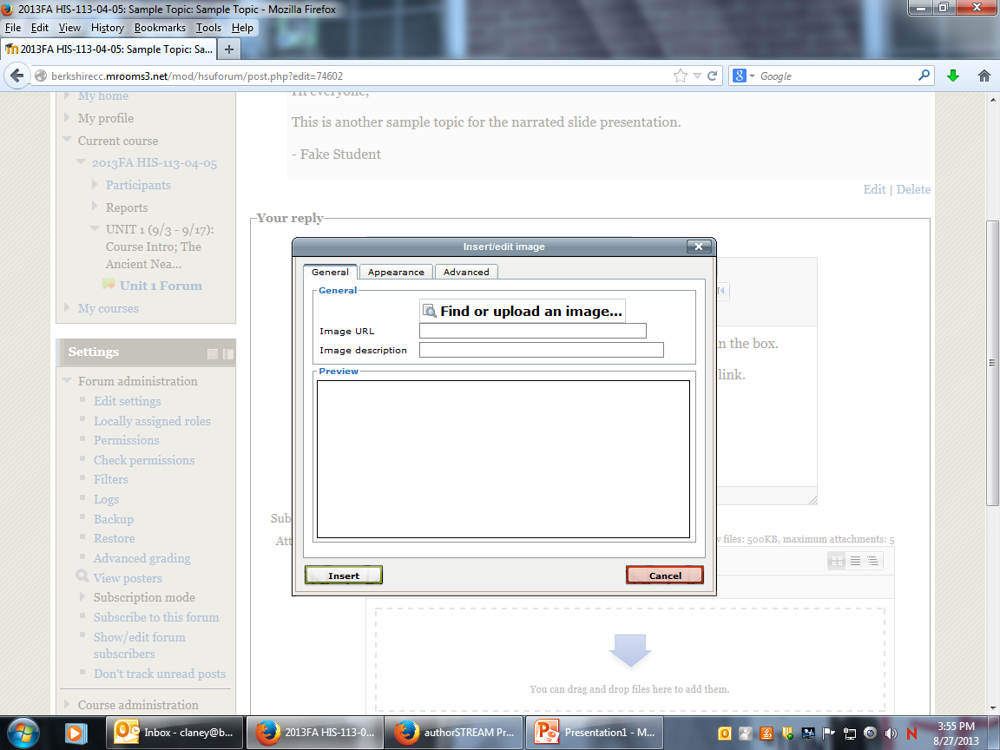 2013FA HIS-113-04-05: Sample Topic: Sample Topic - Mozilla Firefox
File Edit View History Bookmarks Tools Help
2013FA HIS-113-04-05: Sample Topic: Sa...
berkshirecc.mrooms3.net/mod/hsuforum/post.php?edit=74602
Google
My home
My profile
Current course
2013FA HIS-113-04-05
Participants
Reports
UNIT 1 (9/3 - 9/17):
Course Intro; The
Ancient Nea...
Unit 1 Forum
My courses
Settings
Forum administration
Edit settings
Locally assigned roles
Permissions
Check permissions
Filters
Logs
Backup
Restore
Advanced grading
View posters
Subscription mode
Subscribe to this forum
Show/edit forum
subscribers
Don't track unread posts
Course administration
Hi everyone,
This is another sample topic for the narrated slide presentation.
- Fake Student
Edit | Delete
Your reply
Insert/edit image
General Appearance Advanced
General
Find or upload an image...
Image URL
Image description
Preview
Insert Cancel
n the box.
link.
Sub
Att
files: 500KB, maximum attachments: 5
You can drag and drop files here to add them.
Inbox - claney@b...
2013FA HIS-113-0...
authorSTREAM Pr...
Presentation1 - M...
3:55 PM
8/27/2013